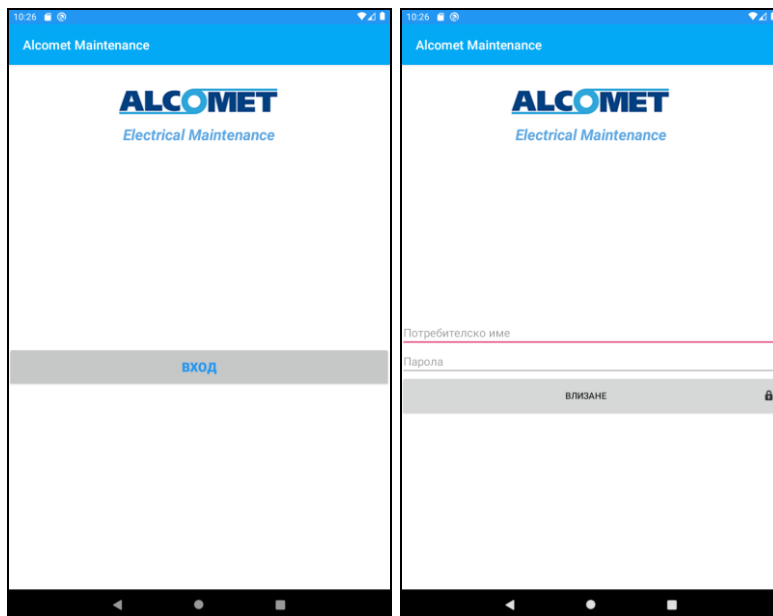 10:26
Alcomet Maintenance
ALCOMET
Electrical Maintenance
ВХОД
10:26
Alcomet Maintenance
ALCOMET
Electrical Maintenance
Потребителско име
Парола
ВЛИЗАНЕ